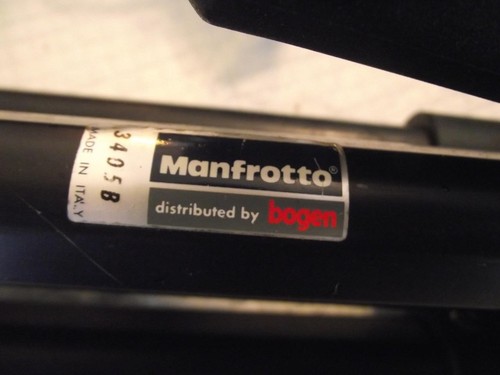 Manfrotto®
distributed by bogen
3405B
MADE IN ITALY